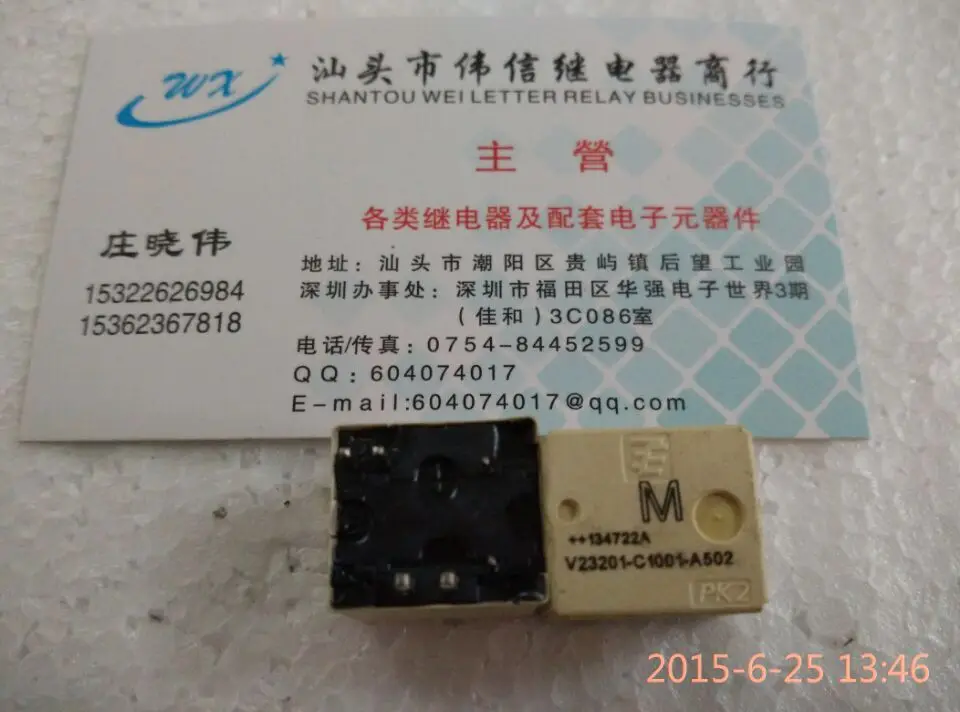 WX
汕头市伟信继电器商行
SHANTOU WEI LETTER RELAY BUSINESSES
主營
各类继电器及配套电子元器件
庄晓伟
15322626984
15362367818
地址：汕头市潮阳区贵屿镇后望工业园
深圳办事处：深圳市福田区华强电子世界3期
（佳和）3C086室
电话/传真：0754-84452599
QQ：604074017
E-mail:604074017@qq.com
M
++134722A
V23201-C1001-A502
PK2
2015-6-25 13:46